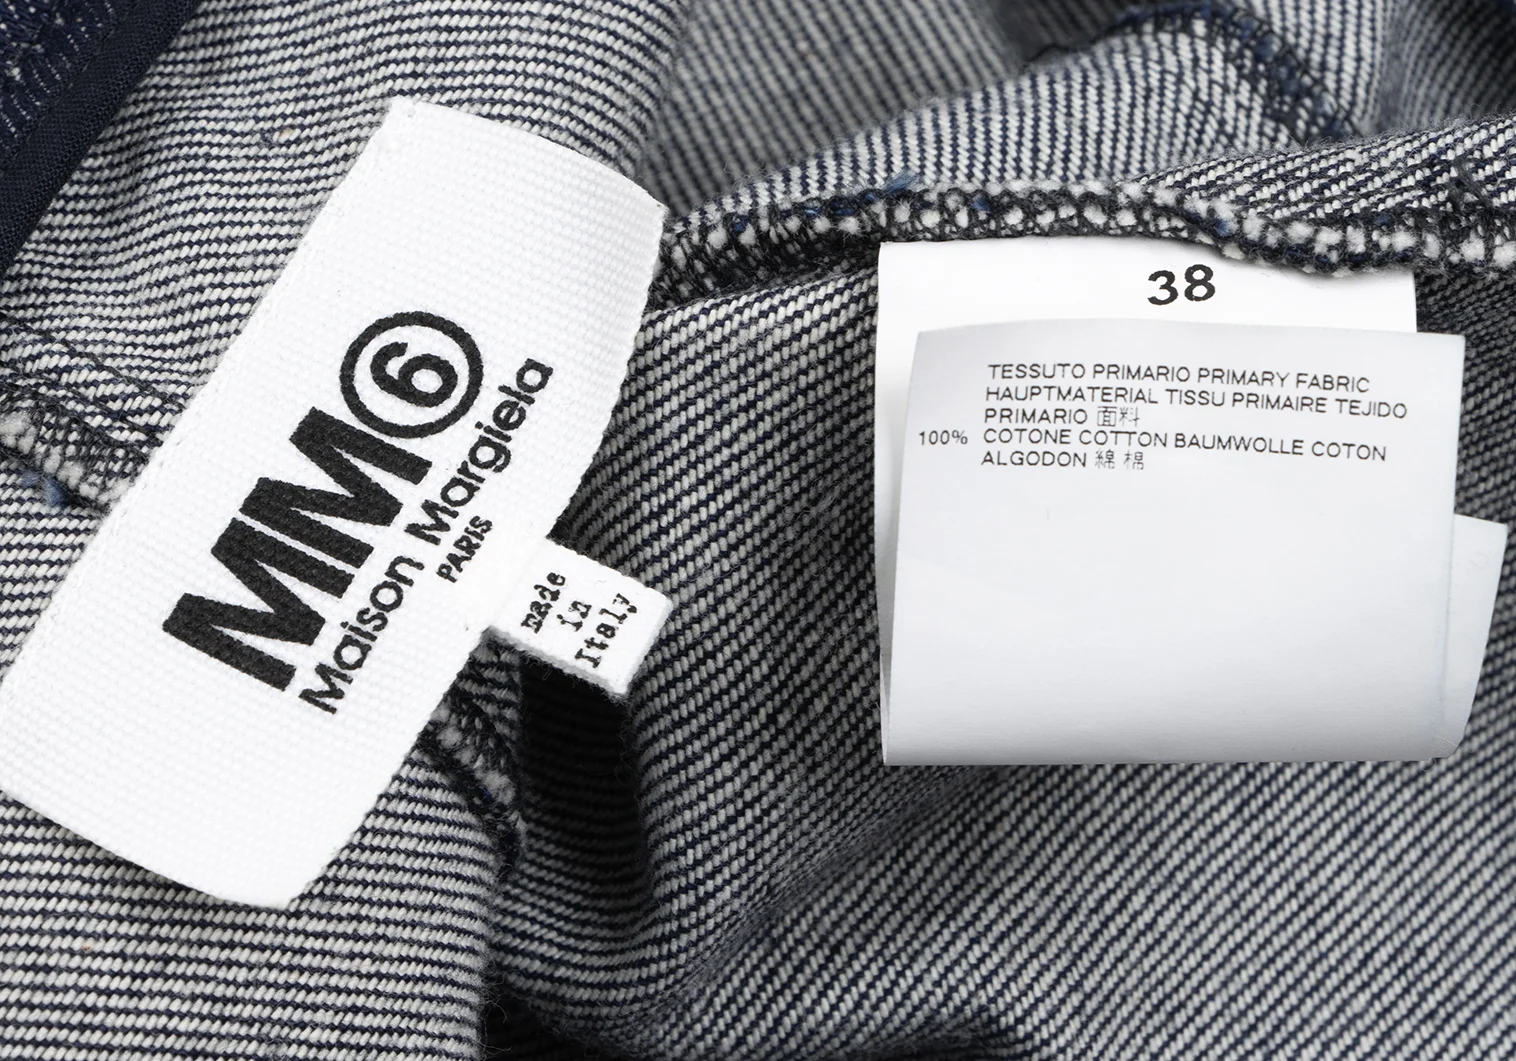 MM⑥
Maison Margiela
PARIS
made
in
Italy
38
TESSUTO PRIMARIO PRIMARY FABRIC
HAUPTMATERIAL TISSU PRIMAIRE TEJIDO
PRIMARIO 面料
100% COTONE COTTON BAUMWOLLE COTON
ALGODON 綿 棉